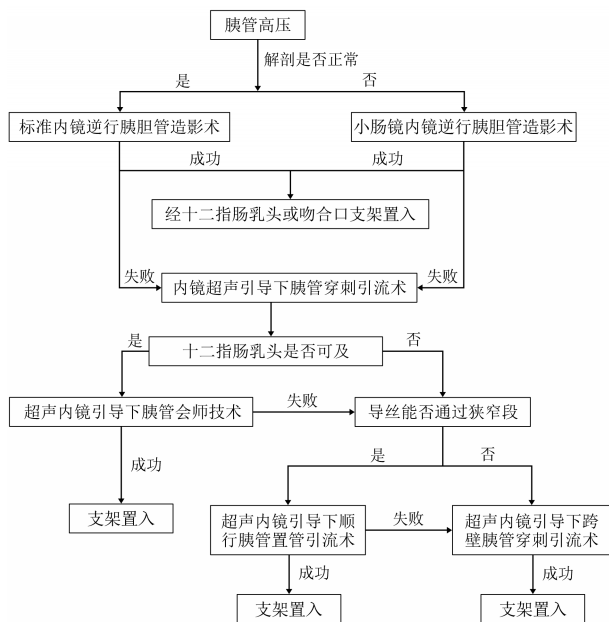 胰管高压
解剖是否正常
是
否
标准内镜逆行胰胆管造影术
小肠镜内镜逆行胰胆管造影术
成功
成功
经十二指肠乳头或吻合口支架置入
失败
失败
内镜超声引导下胰管穿刺引流术
是
十二指肠乳头是否可及
否
超声内镜引导下胰管会师技术
失败
导丝能否通过狭窄段
成功
是
否
支架置入
超声内镜引导下顺
行胰管置管引流术
失败
超声内镜引导下跨
壁胰管穿刺引流术
成功
成功
支架置入
支架置入